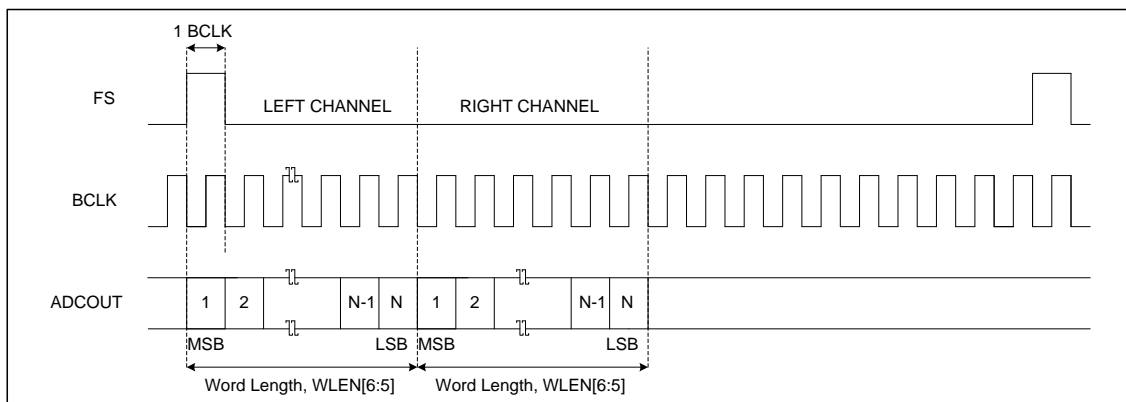 1 BCLK
FS
LEFT CHANNEL RIGHT CHANNEL
BCLK
ADCOUT
1 2 N-1 N 1 2 N-1 N
MSB LSB MSB LSB
Word Length, WLEN[6:5] Word Length, WLEN[6:5]